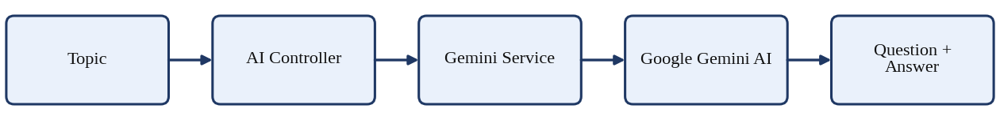 Topic
AI Controller
Gemini Service
Google Gemini AI
Question +
Answer